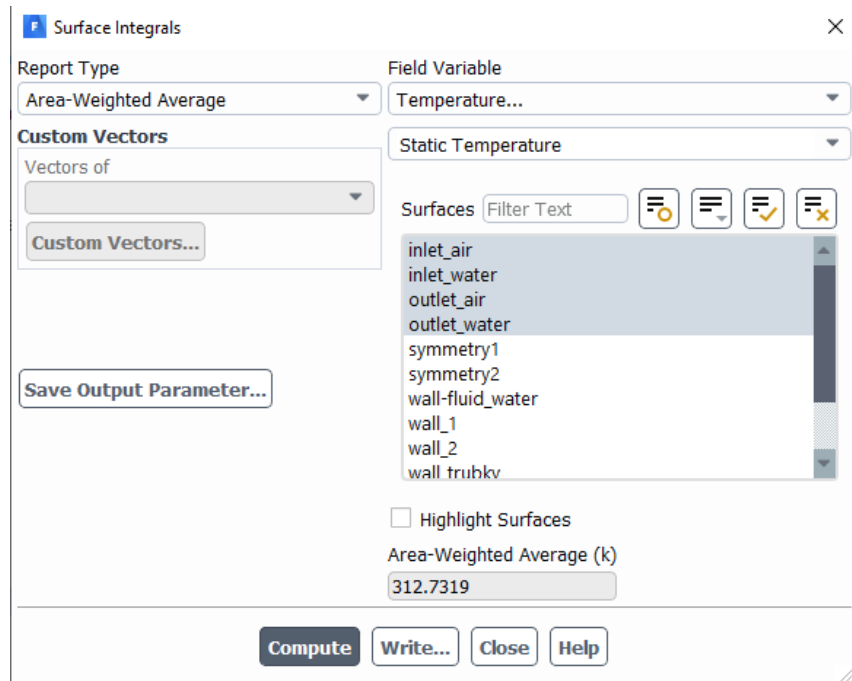 F Surface Integrals
Report Type
Area-Weighted Average
Custom Vectors
Vectors of
Custom Vectors...
Save Output Parameter...
Field Variable
Temperature...
Static Temperature
Surfaces Filter Text
inlet_air
inlet_water
outlet_air
outlet_water
symmetry1
symmetry2
wall-fluid_water
wall_1
wall_2
wall_trubky
Highlight Surfaces
Area-Weighted Average (k)
312.7319
Compute Write... Close Help